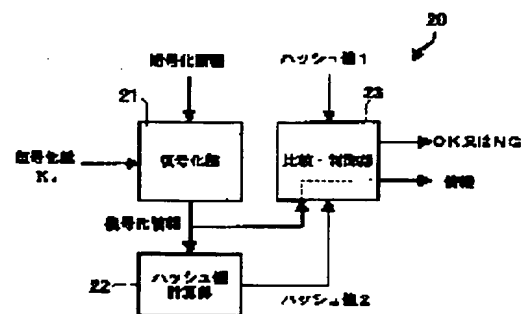 20
暗号化情報
ハッシュ値1
21
23
復号化鍵
K
復号化部
比較・制御部
OK又はNG
情報
復号化情報
22
ハッシュ値
計算部
ハッシュ値2